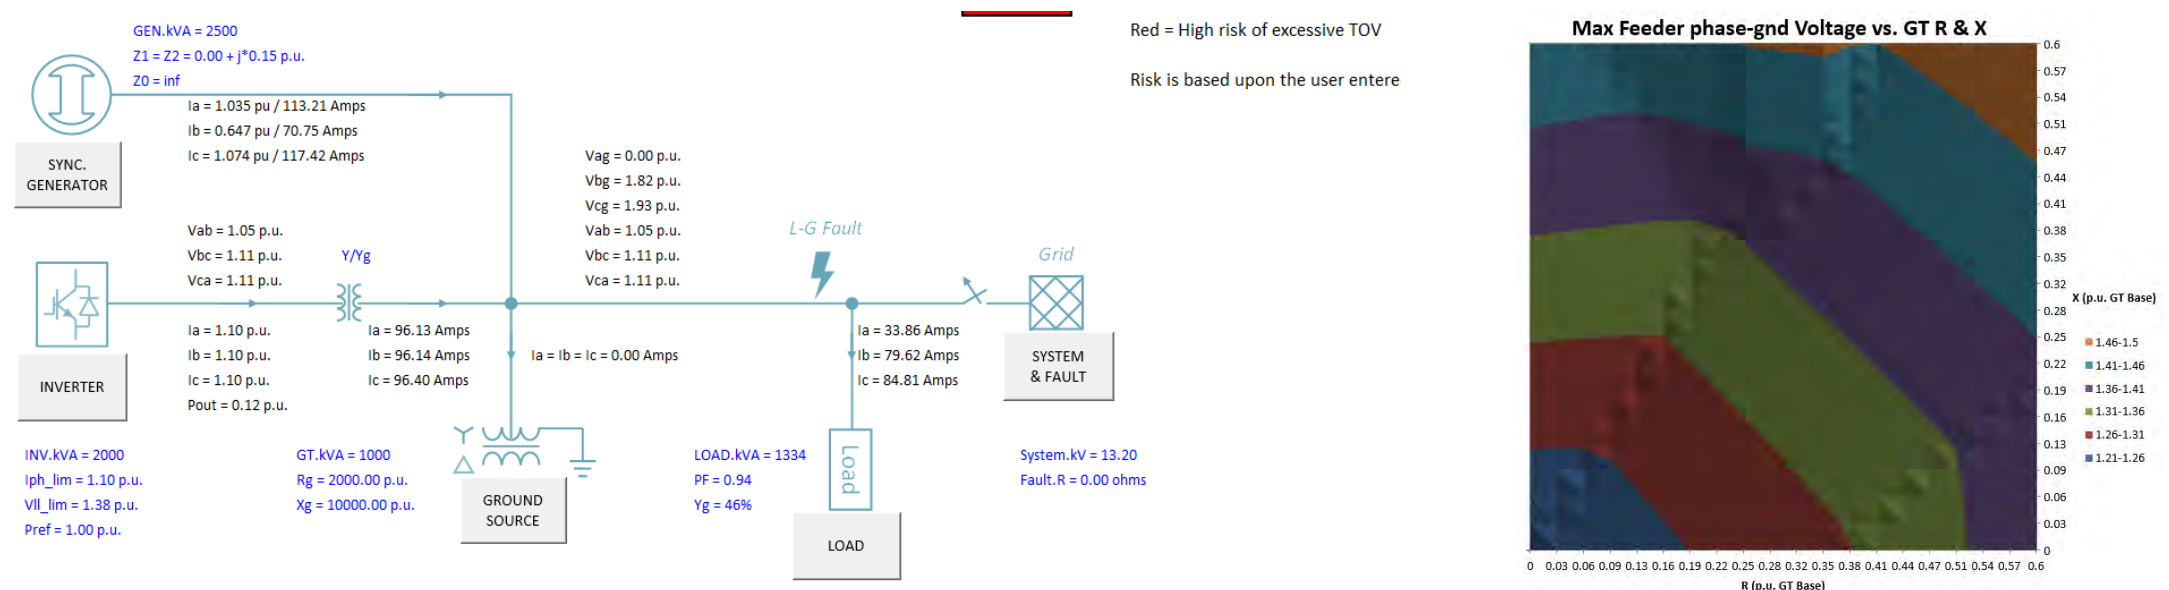 GEN.kVA = 2500
Z1 = Z2 = 0.00 + j*0.15 p.u.
Z0 = inf
Ia = 1.035 pu / 113.21 Amps
Ib = 0.647 pu / 70.75 Amps
Ic = 1.074 pu / 117.42 Amps
SYNC.
GENERATOR
Vab = 1.05 p.u.
Vbc = 1.11 p.u.
Vca = 1.11 p.u.
Y/Yg
Ia = 1.10 p.u.
Ib = 1.10 p.u.
Ic = 1.10 p.u.
Pout = 0.12 p.u.
Ia = 96.13 Amps
Ib = 96.14 Amps
Ic = 96.40 Amps
INVERTER
INV.kVA = 2000
Iph_lim = 1.10 p.u.
Vll_lim = 1.38 p.u.
Pref = 1.00 p.u.
Vag = 0.00 p.u.
Vbg = 1.82 p.u.
Vcg = 1.93 p.u.
Vab = 1.05 p.u.
Vbc = 1.11 p.u.
Vca = 1.11 p.u.
Ia = Ib = Ic = 0.00 Amps
GT.kVA = 1000
Rg = 2000.00 p.u.
Xg = 10000.00 p.u.
GROUND
SOURCE
L-G Fault
Grid
Ia = 33.86 Amps
Ib = 79.62 Amps
Ic = 84.81 Amps
SYSTEM
& FAULT
LOAD.kVA = 1334
PF = 0.94
Yg = 46%
Load
LOAD
System.kV = 13.20
Fault.R = 0.00 ohms
Red = High risk of excessive TOV
Risk is based upon the user entere
Max Feeder phase-gnd Voltage vs. GT R & X
0.6
0.57
0.54
0.51
0.47
0.44
0.41
0.38
0.35
0.32
0.28
0.25
0.22
0.19
0.16
0.13
0.09
0.06
0.03
0
X (p.u. GT Base)
1.46-1.5
1.41-1.46
1.36-1.41
1.31-1.36
1.26-1.31
1.21-1.26
0 0.03 0.06 0.09 0.13 0.16 0.19 0.22 0.25 0.28 0.32 0.35 0.38 0.41 0.44 0.47 0.51 0.54 0.57 0.6
R (p.u. GT Base)